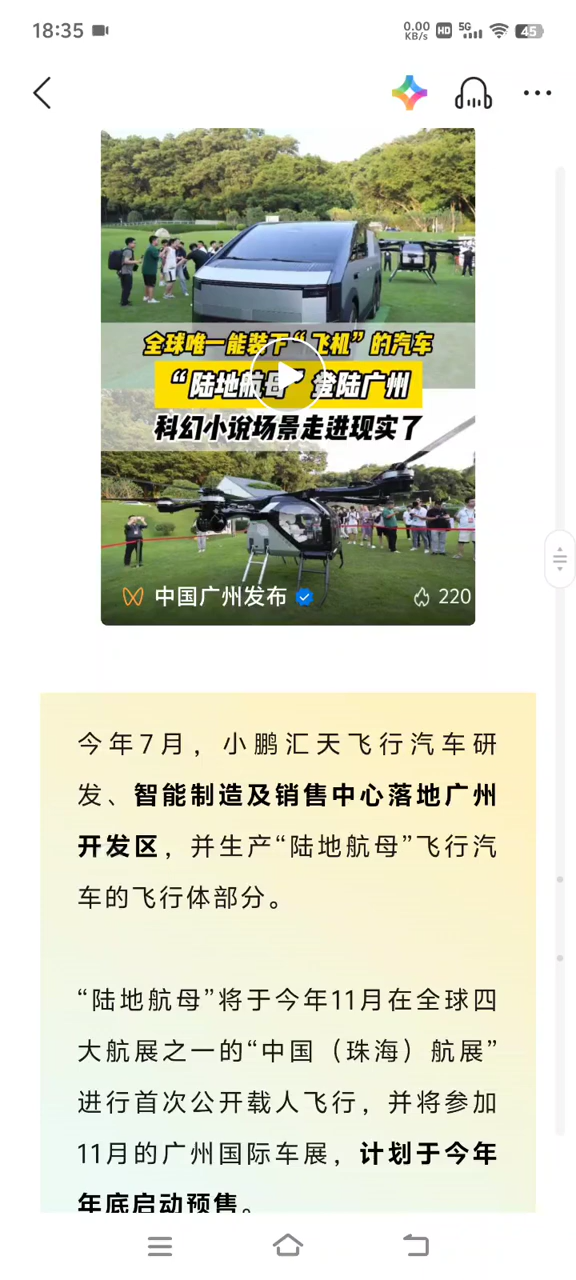 18:35
0.00
KB/s
HD
5G
45
全球唯一能装下“飞机”的汽车
“陆地航母”登陆广州
科幻小说场景走进现实了
中国广州发布
220
今年7月，小鹏汇天飞行汽车研
发、智能制造及销售中心落地广州
开发区，并生产“陆地航母”飞行汽
车的飞行体部分。
“陆地航母”将于今年11月在全球四
大航展之一的“中国（珠海）航展”
进行首次公开载人飞行，并将参加
11月的广州国际车展，计划于今年
年底启动预售。